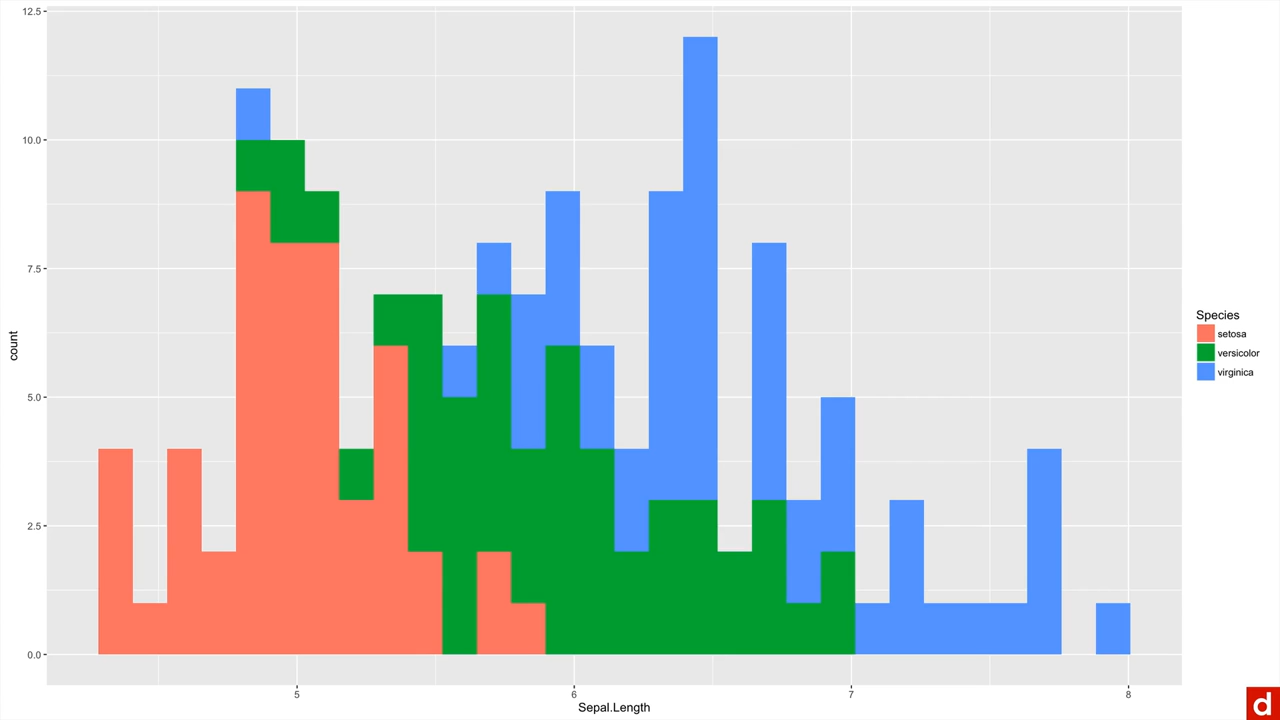 12.5
10.0
7.5
5.0
2.5
0.0
count
5 6 7 8
Sepal.Length
Species
setosa
versicolor
virginica
d